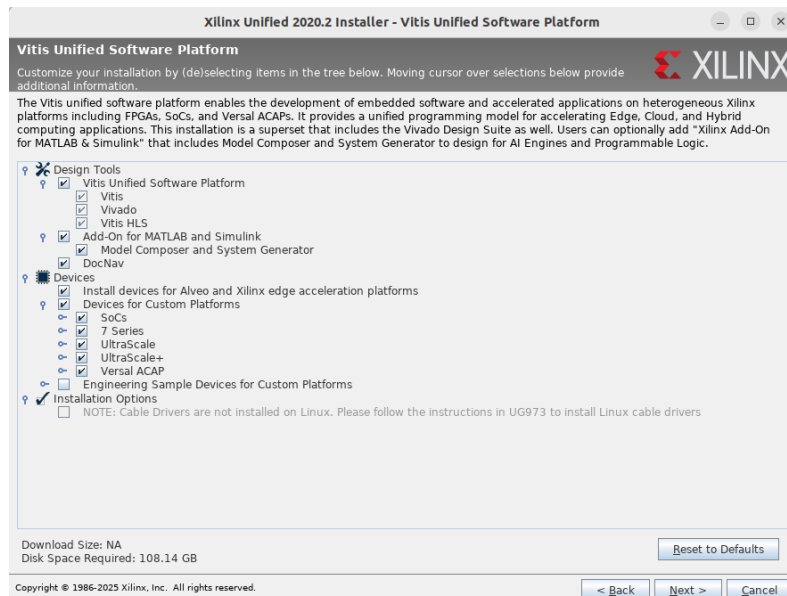 Xilinx Unified 2020.2 Installer - Vitis Unified Software Platform
Vitis Unified Software Platform
Customize your installation by (de)selecting items in the tree below. Moving cursor over selections below provide
additional information.
XILINX
The Vitis unified software platform enables the development of embedded software and accelerated applications on heterogeneous Xilinx
platforms including FPGAs, SoCs, and Versal ACAPs. It provides a unified programming model for accelerating Edge, Cloud, and Hybrid
computing applications. This installation is a superset that includes the Vivado Design Suite as well. Users can optionally add "Xilinx Add-On
for MATLAB & Simulink" that includes Model Composer and System Generator to design for AI Engines and Programmable Logic.
Design Tools
Vitis Unified Software Platform
Vitis
Vivado
Vitis HLS
Add-On for MATLAB and Simulink
Model Composer and System Generator
DocNav
Devices
Install devices for Alveo and Xilinx edge acceleration platforms
Devices for Custom Platforms
SoCs
7 Series
UltraScale
UltraScale+
Versal ACAP
Engineering Sample Devices for Custom Platforms
Installation Options
NOTE: Cable Drivers are not installed on Linux. Please follow the instructions in UG973 to install Linux cable drivers
Download Size: NA
Disk Space Required: 108.14 GB
Reset to Defaults
Copyright © 1986-2025 Xilinx, Inc. All rights reserved.
< Back Next > Cancel